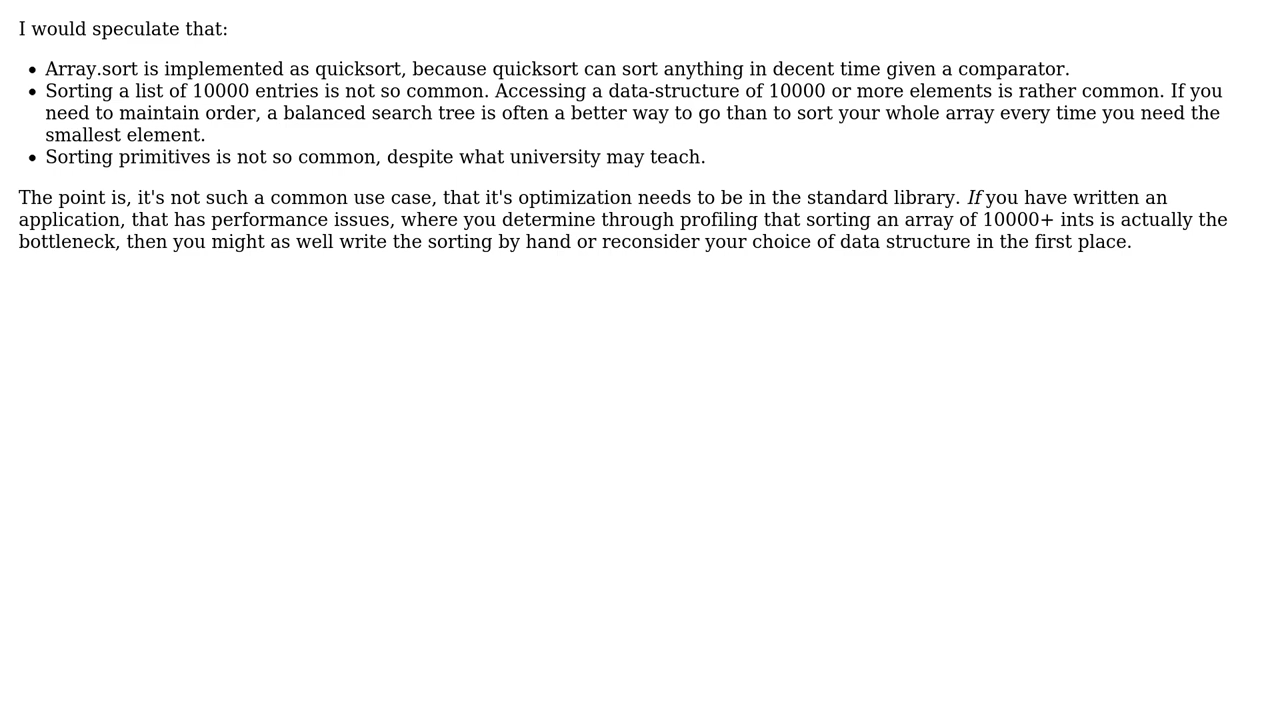 I would speculate that:
• Array.sort is implemented as quicksort, because quicksort can sort anything in decent time given a comparator.
• Sorting a list of 10000 entries is not so common. Accessing a data-structure of 10000 or more elements is rather common. If you
need to maintain order, a balanced search tree is often a better way to go than to sort your whole array every time you need the
smallest element.
• Sorting primitives is not so common, despite what university may teach.
The point is, it's not such a common use case, that it's optimization needs to be in the standard library. If you have written an
application, that has performance issues, where you determine through profiling that sorting an array of 10000+ ints is actually the
bottleneck, then you might as well write the sorting by hand or reconsider your choice of data structure in the first place.